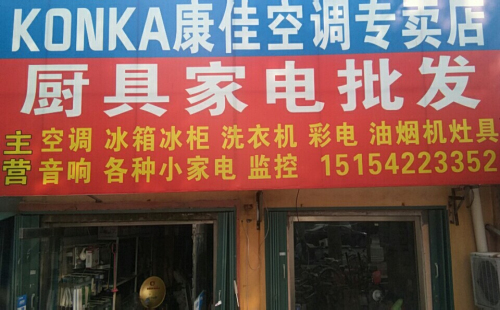 KONKA康佳空调专卖店
厨具家电批发
主营 空调 冰箱冰柜 洗衣机 彩电 油烟机灶具
音响 各种小家电 监控 15154223352